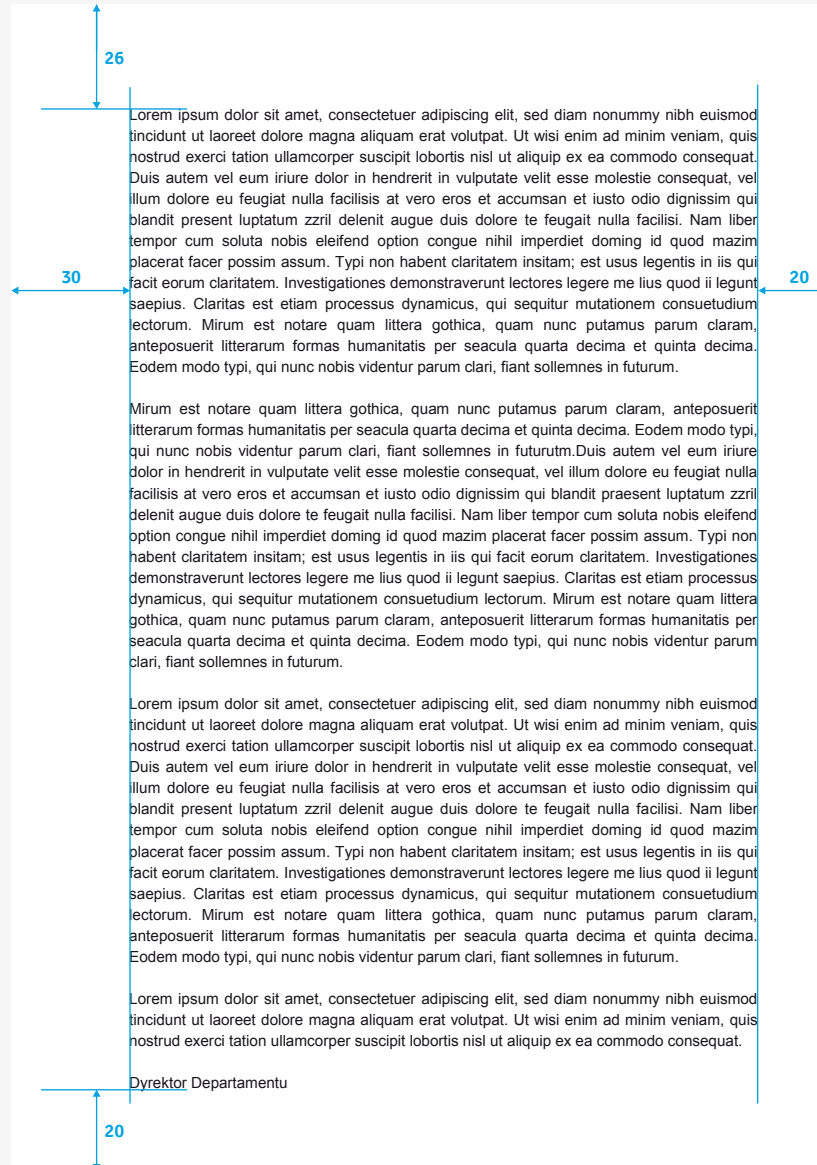 26
Lorem ipsum dolor sit amet, consectetuer adipiscing elit, sed diam nonummy nibh euismod
tincidunt ut laoreet dolore magna aliquam erat volutpat. Ut wisi enim ad minim veniam, quis
nostrud exerci tation ullamcorper suscipit lobortis nisl ut aliquip ex ea commodo consequat.
Duis autem vel eum iriure dolor in hendrerit in vulputate velit esse molestie consequat, vel
illum dolore eu feugiat nulla facilisis at vero eros et accumsan et iusto odio dignissim qui
blandit present luptatum zzril delenit augue duis dolore te feugait nulla facilisi. Nam liber
tempor cum soluta nobis eleifend option congue nihil imperdiet doming id quod mazim
placerat facer possim assum. Typi non habent claritatem insitam; est usus legentis in iis qui
30
facit eorum claritatem. Investigationes demonstraverunt lectores legere me lius quod ii legunt
20
saepius. Claritas est etiam processus dynamicus, qui sequitur mutationem consuetudium
lectorum. Mirum est notare quam littera gothica, quam nunc putamus parum claram,
anteposuerit litterarum formas humanitatis per seacula quarta decima et quinta decima.
Eodem modo typi, qui nunc nobis videntur parum clari, fiant sollemnes in futurum.
Mirum est notare quam littera gothica, quam nunc putamus parum claram, anteposuerit
litterarum formas humanitatis per seacula quarta decima et quinta decima. Eodem modo typi,
qui nunc nobis videntur parum clari, fiant sollemnes in futurutm.Duis autem vel eum iriure
dolor in hendrerit in vulputate velit esse molestie consequat, vel illum dolore eu feugiat nulla
facilisis at vero eros et accumsan et iusto odio dignissim qui blandit praesent luptatum zzril
delenit augue duis dolore te feugait nulla facilisi. Nam liber tempor cum soluta nobis eleifend
option congue nihil imperdiet doming id quod mazim placerat facer possim assum. Typi non
habent claritatem insitam; est usus legentis in iis qui facit eorum claritatem. Investigationes
demonstraverunt lectores legere me lius quod ii legunt saepius. Claritas est etiam processus
dynamicus, qui sequitur mutationem consuetudium lectorum. Mirum est notare quam littera
gothica, quam nunc putamus parum claram, anteposuerit litterarum formas humanitatis per
seacula quarta decima et quinta decima. Eodem modo typi, qui nunc nobis videntur parum
clari, fiant sollemnes in futurum.
Lorem ipsum dolor sit amet, consectetuer adipiscing elit, sed diam nonummy nibh euismod
tincidunt ut laoreet dolore magna aliquam erat volutpat. Ut wisi enim ad minim veniam, quis
nostrud exerci tation ullamcorper suscipit lobortis nisl ut aliquip ex ea commodo consequat.
Duis autem vel eum iriure dolor in hendrerit in vulputate velit esse molestie consequat, vel
illum dolore eu feugiat nulla facilisis at vero eros et accumsan et iusto odio dignissim qui
blandit present luptatum zzril delenit augue duis dolore te feugait nulla facilisi. Nam liber
tempor cum soluta nobis eleifend option congue nihil imperdiet doming id quod mazim
placerat facer possim assum. Typi non habent claritatem insitam; est usus legentis in iis qui
facit eorum claritatem. Investigationes demonstraverunt lectores legere me lius quod ii legunt
saepius. Claritas est etiam processus dynamicus, qui sequitur mutationem consuetudium
lectorum. Mirum est notare quam littera gothica, quam nunc putamus parum claram,
anteposuerit litterarum formas humanitatis per seacula quarta decima et quinta decima.
Eodem modo typi, qui nunc nobis videntur parum clari, fiant sollemnes in futurum.
Lorem ipsum dolor sit amet, consectetuer adipiscing elit, sed diam nonummy nibh euismod
tincidunt ut laoreet dolore magna aliquam erat volutpat. Ut wisi enim ad minim veniam, quis
nostrud exerci tation ullamcorper suscipit lobortis nisl ut aliquip ex ea commodo consequat.
Dyrektor Departamentu
20